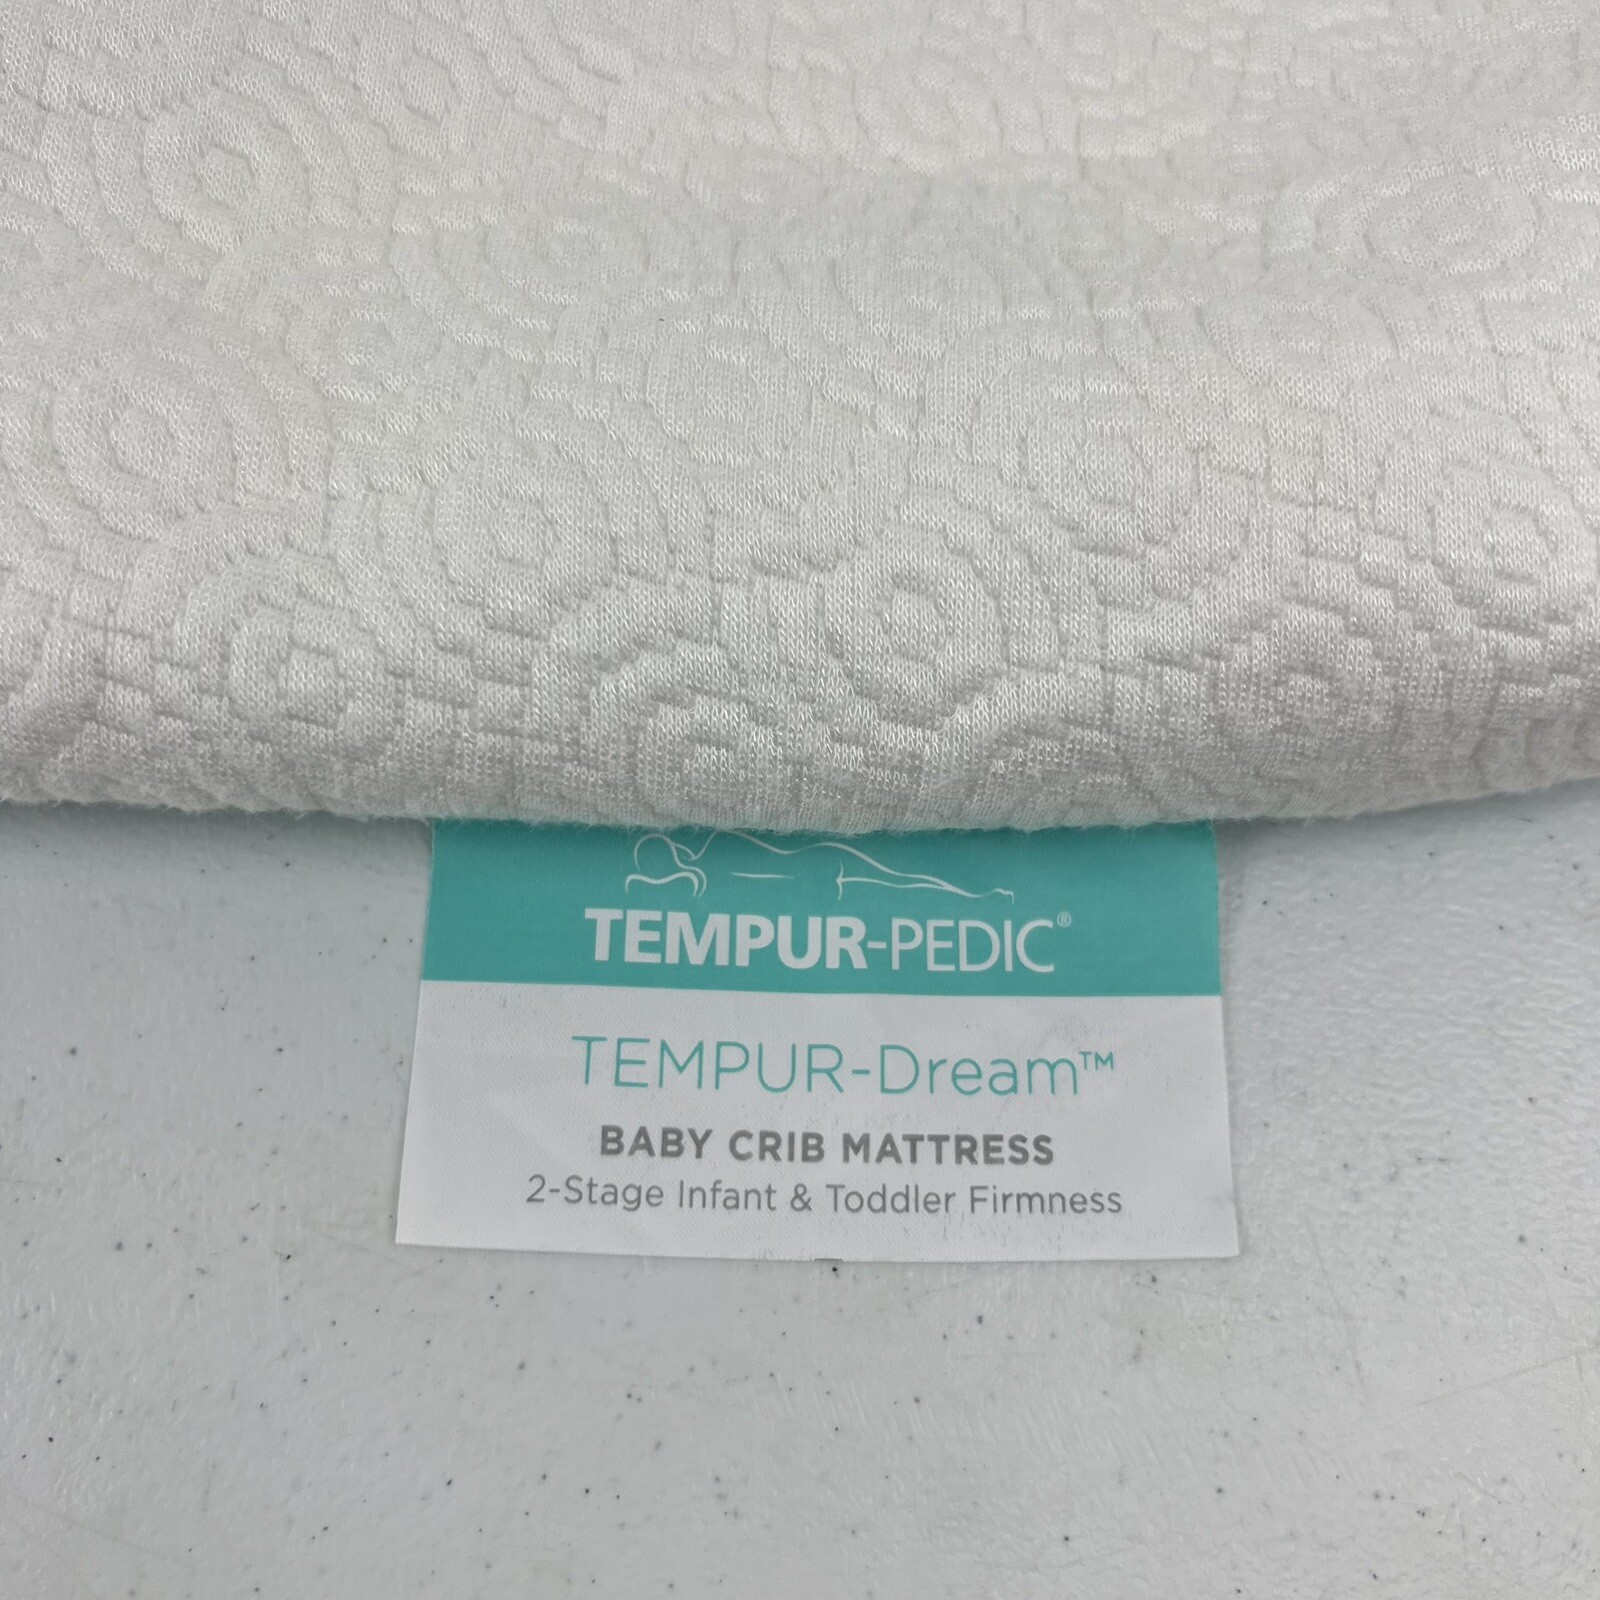 TEMPUR-PEDIC®
TEMPUR-Dream™
BABY CRIB MATTRESS
2-Stage Infant & Toddler Firmness